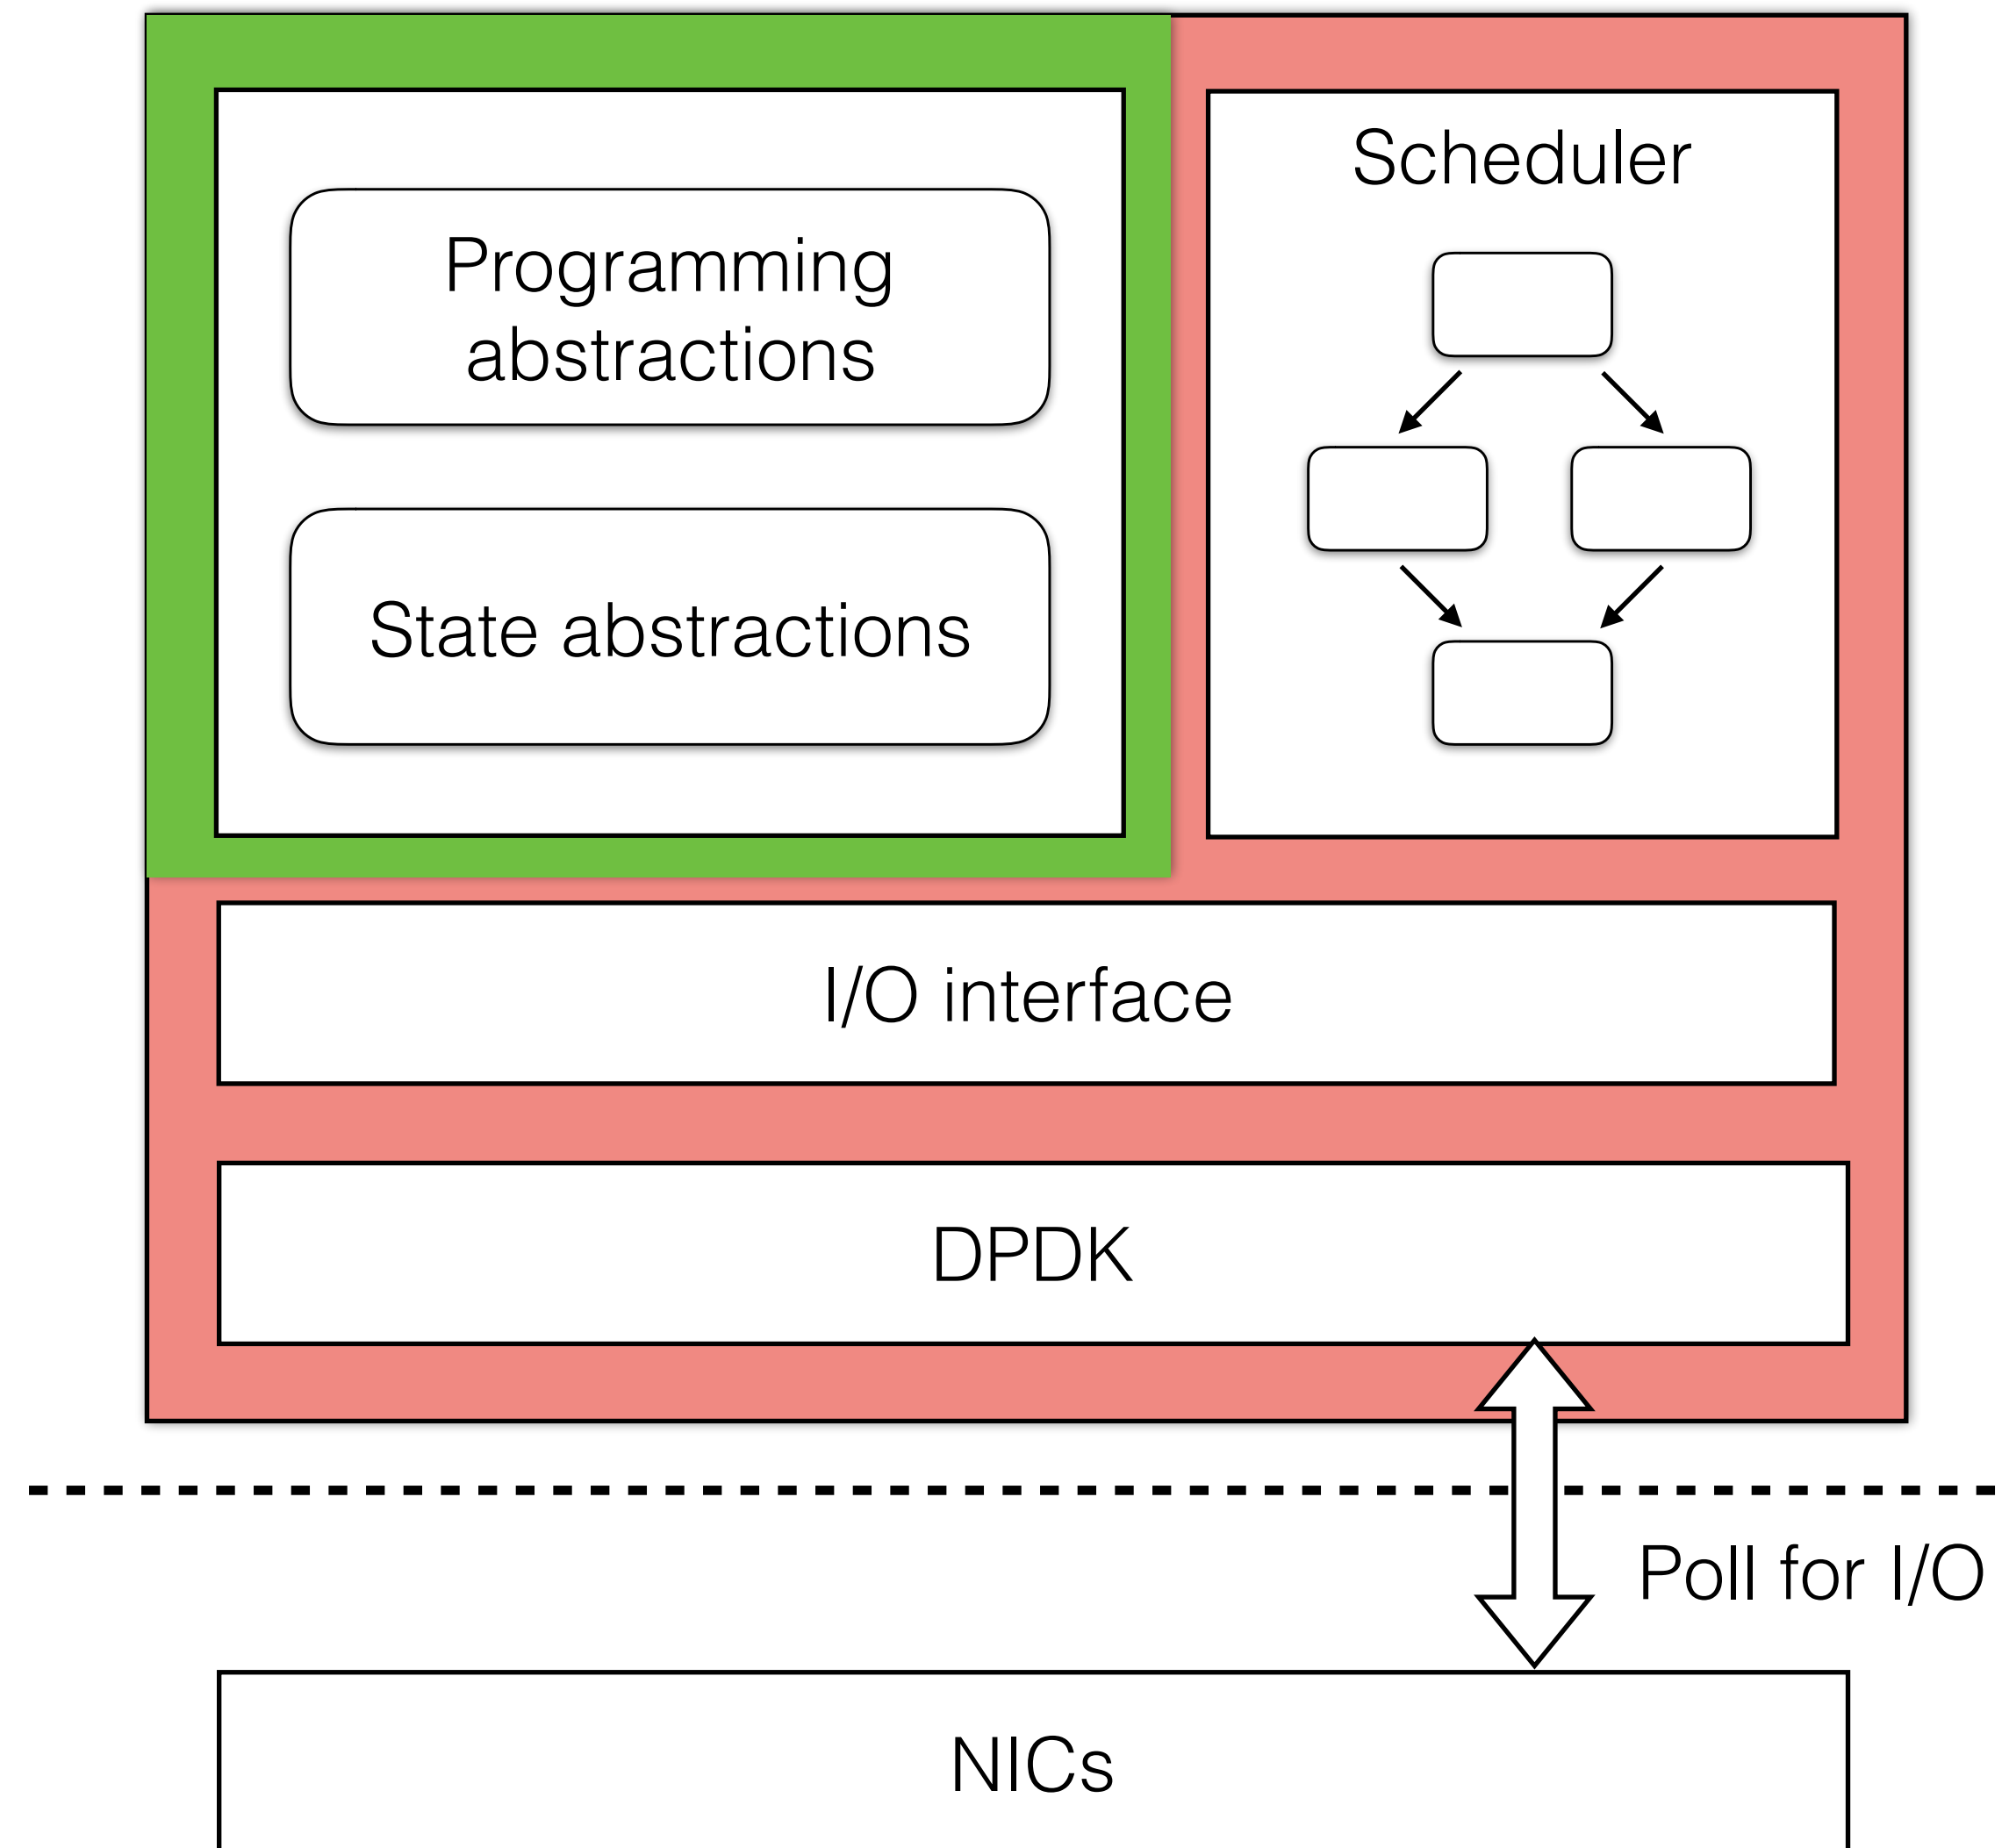 Scheduler
Programming
abstractions
State abstractions
I/O interface
DPDK
Poll for I/O
NICs